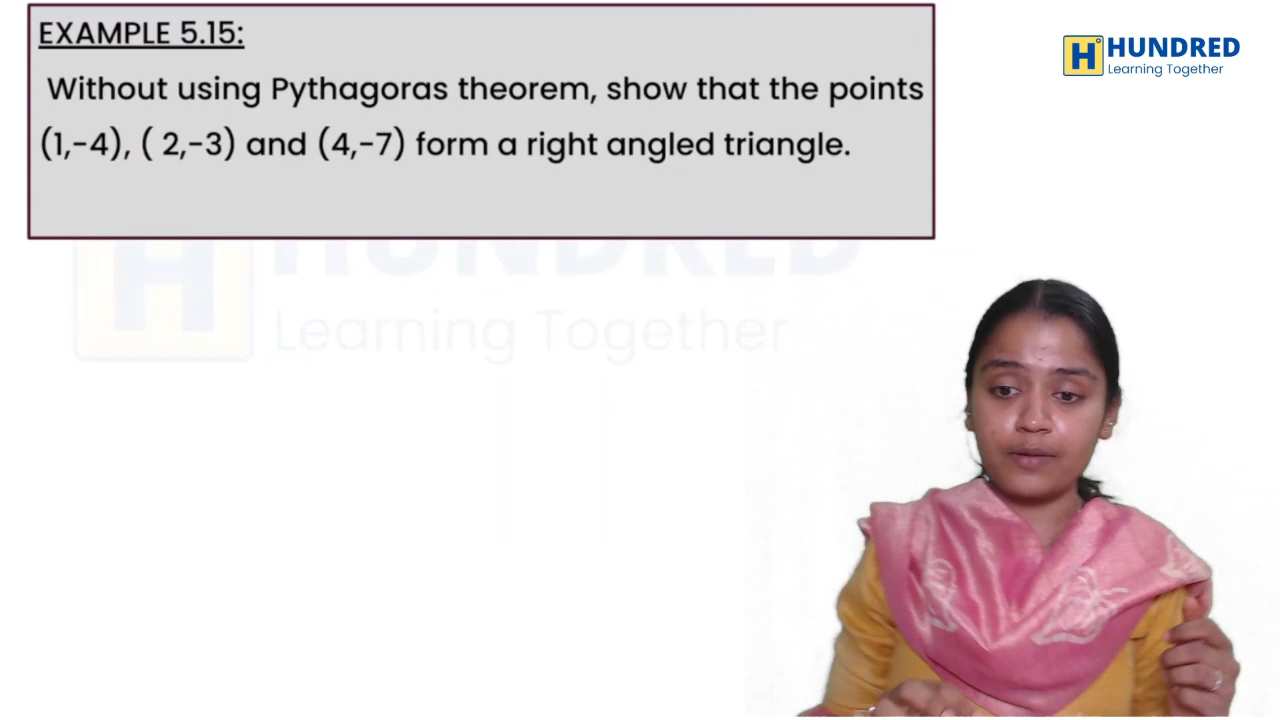 EXAMPLE 5.15:
Without using Pythagoras theorem, show that the points
(1,-4), ( 2,-3) and (4,-7) form a right angled triangle.
H HUNDRED
Learning Together
H HUNDRED
Learning Together